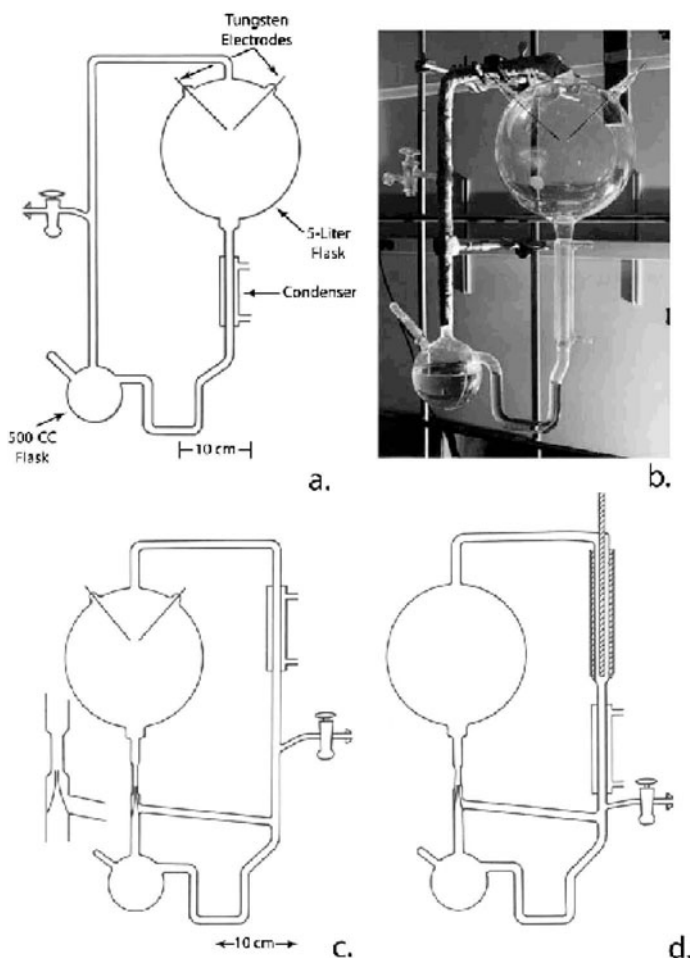 Tungsten
Electrodes
5-Liter
Flask
Condenser
500 CC
Flask
10 cm
a.
b.
10 cm
c.
d.